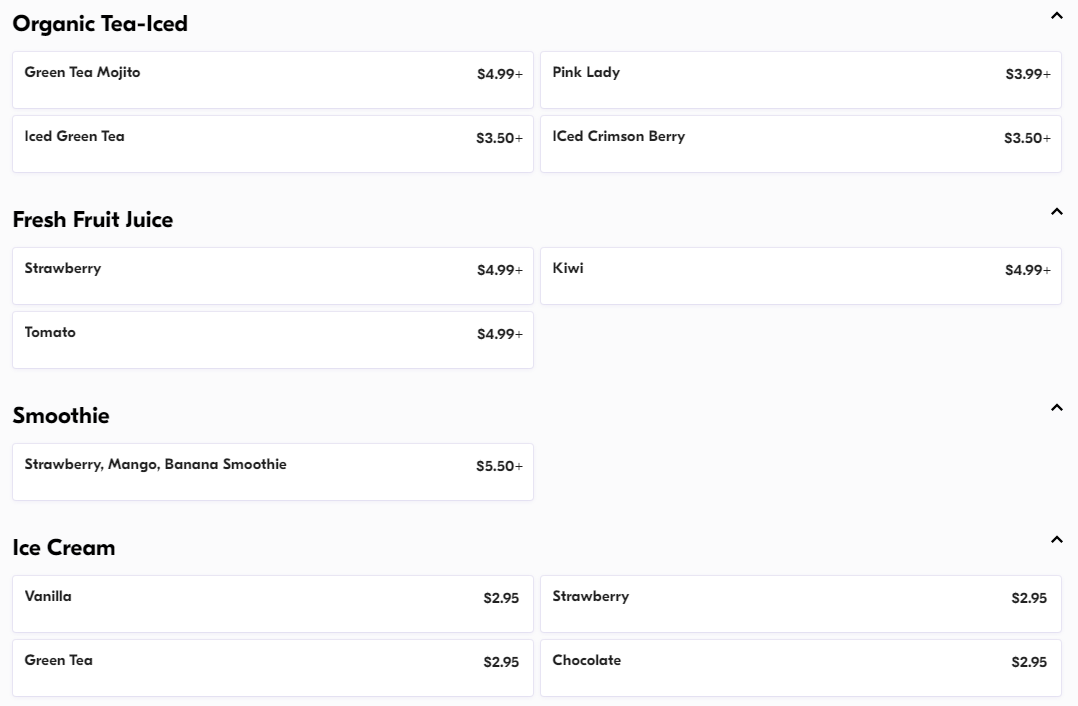 Organic Tea-Iced
Green Tea Mojito $4.99+
Pink Lady $3.99+
Iced Green Tea $3.50+
ICed Crimson Berry $3.50+
Fresh Fruit Juice
Strawberry $4.99+
Kiwi $4.99+
Tomato $4.99+
Smoothie
Strawberry, Mango, Banana Smoothie $5.50+
Ice Cream
Vanilla $2.95
Strawberry $2.95
Green Tea $2.95
Chocolate $2.95